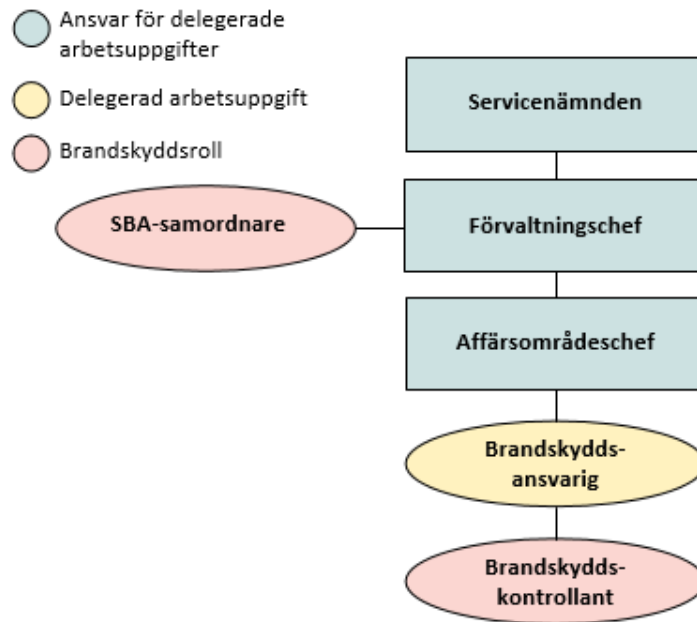 Ansvar för delegerade
arbetsuppgifter
Delegerad arbetsuppgift
Brandskyddsroll
Servicenämnden
SBA-samordnare
Förvaltningschef
Affärsområdeschef
Brandskydds-
ansvarig
Brandskydds-
kontrollant